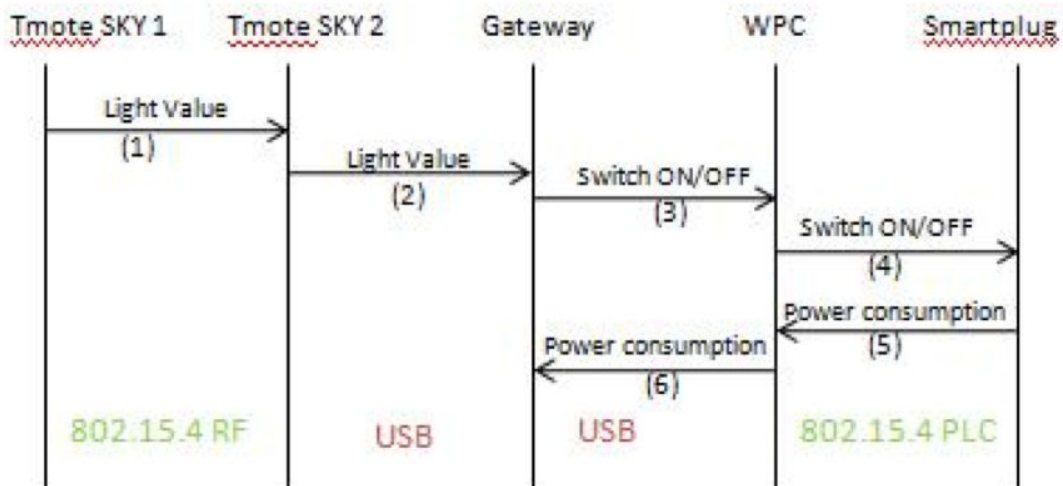 Tmote SKY 1 Tmote SKY 2 Gateway WPC Smartplug
Light Value
(1)
Light Value
(2)
Switch ON/OFF
(3)
Switch ON/OFF
(4)
Power consumption
(5)
Power consumption
(6)
802.15.4 RF USB USB 802.15.4 PLC